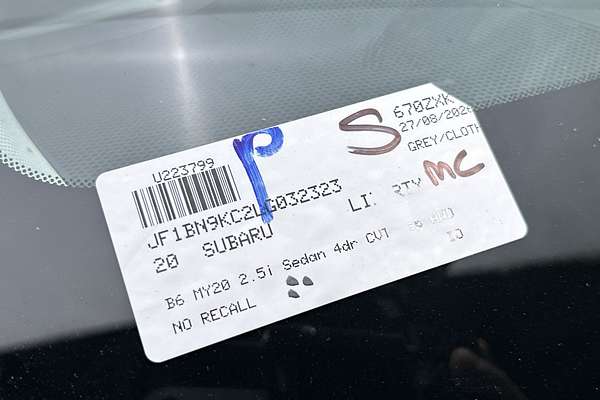 U223799
670ZXK
27/08/202
GREY/CLOTH
P
S
MC
JF1BN9KC2LG032323
20 SUBARU
B6 MY20 2.5i Sedan 4dr CVT
NO RECALL